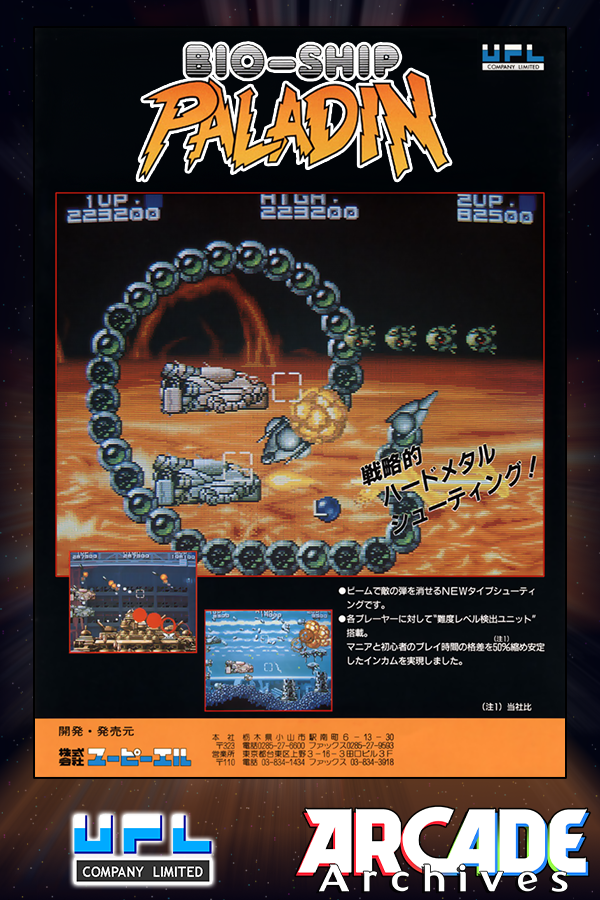 BIO-SHIP
PALADIN
UPL
COMPANY LIMITED
1UP. HIGH. 2UP.
223200 223200 82500
戦略的
ハードメタル
シューティング!
●ビームで敵の弾を消せるNEWタイプシューティ
ングです。
●各プレーヤーに対して"難度レベル検出ユニット"
搭載。
(注1)
マニアと初心者のプレイ時間の格差を50%縮め安定
したインカムを実現しました。
(注1) 当社比
開発・発売元
株式会社 ユーピーエル
本 社 栃木県小山市駅南町6-13-30
〒323 電話0285-27-6600 ファックス0285-27-9593
営業所 東京都台東区上野3-16-3田口ビル3F
〒110 電話 03-834-1434 ファックス 03-834-3918
UPL
COMPANY LIMITED
ARCADE
Archives